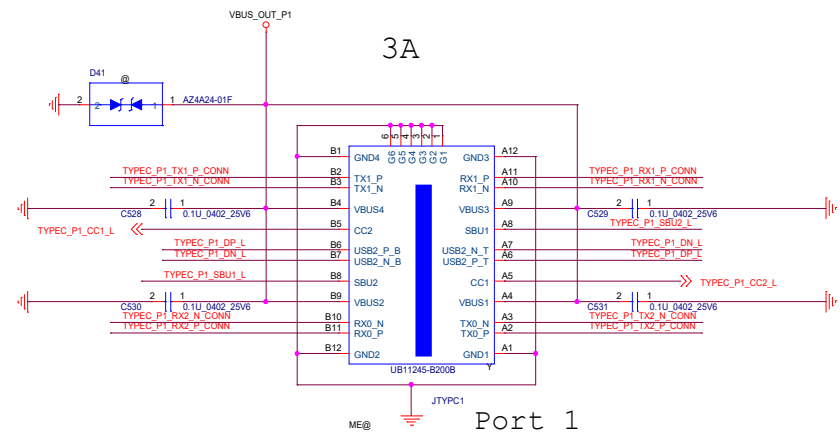 VBUS_OUT_P1
3A
D41
@
2 2 1 1 AZ4A24-01F
6 5 4 3 2 1
G6 G5 G4 G3 G2 G1
B1 GND4 GND3 A12
TYPEC_P1_TX1_P_CONN B2 TX1_P RX1_P A11 TYPEC_P1_RX1_P_CONN
TYPEC_P1_TX1_N_CONN B3 TX1_N RX1_N A10 TYPEC_P1_RX1_N_CONN
2 1 B4 VBUS4 VBUS3 A9 2 1
C528 0.1U_0402_25V6 C529 0.1U_0402_25V6
TYPEC_P1_CC1_L B5 CC2 SBU1 A8 TYPEC_P1_SBU2_L
TYPEC_P1_DP_L B6 USB2_P_B USB2_N_T A7 TYPEC_P1_DN_L
TYPEC_P1_DN_L B7 USB2_N_B USB2_P_T A6 TYPEC_P1_DP_L
TYPEC_P1_SBU1_L B8 SBU2 CC1 A5 TYPEC_P1_CC2_L
2 1 B9 VBUS2 VBUS1 A4 2 1
C530 0.1U_0402_25V6 C531 0.1U_0402_25V6
TYPEC_P1_RX2_N_CONN B10 RX0_N TX0_N A3 TYPEC_P1_TX2_N_CONN
TYPEC_P1_RX2_P_CONN B11 RX0_P TX0_P A2 TYPEC_P1_TX2_P_CONN
B12 GND2 GND1 A1
UB11245-B200B Y
JTYPC1
ME@ Port 1